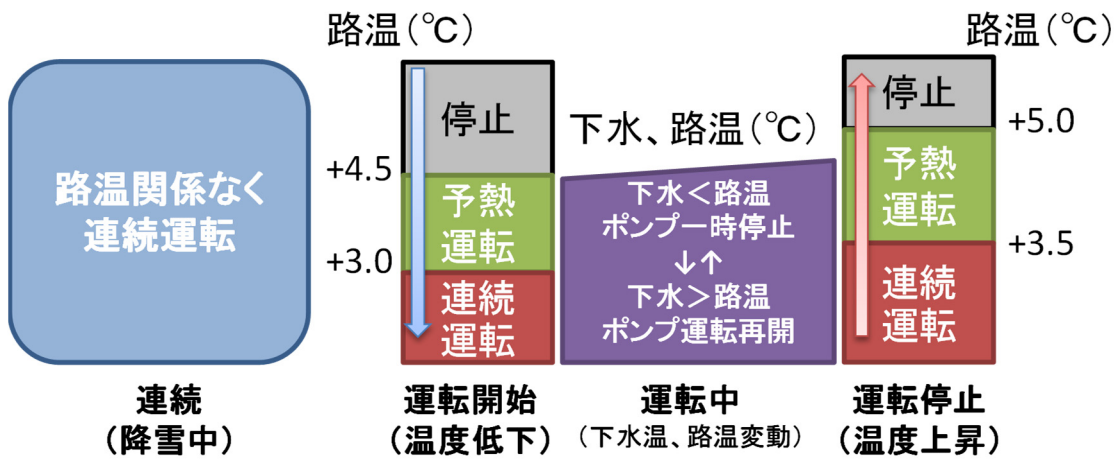 路温関係なく
連続運転
連続
（降雪中）
路温（℃）
+4.5
+3.0
停止
予熱
運転
連続
運転
運転開始
（温度低下）
下水、路温（℃）
下水＜路温
ポンプ一時停止
↓↑
下水＞路温
ポンプ運転再開
運転中
（下水温、路温変動）
路温（℃）
停止
予熱
運転
連続
運転
+5.0
+3.5
運転停止
（温度上昇）